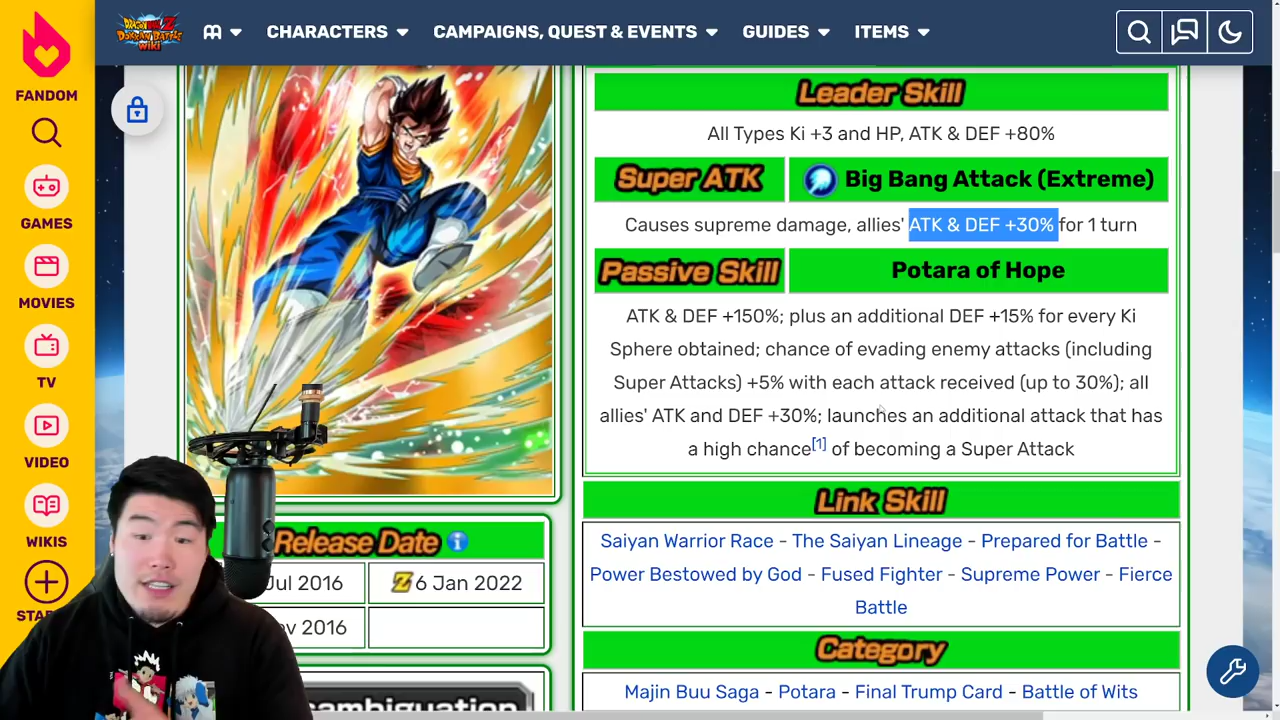 FANDOM
GAMES
MOVIES
TV
VIDEO
WIKIS
DRAGONBALL Z
DOKKAN BATTLE
WIKI
CHARACTERS
CAMPAIGNS, QUEST & EVENTS
GUIDES
ITEMS
Leader Skill
All Types Ki +3 and HP, ATK & DEF +80%
Super ATK
Big Bang Attack (Extreme)
Causes supreme damage, allies' ATK & DEF +30% for 1 turn
Passive Skill
Potara of Hope
ATK & DEF +150%; plus an additional DEF +15% for every Ki
Sphere obtained; chance of evading enemy attacks (including
Super Attacks) +5% with each attack received (up to 30%); all
allies' ATK and DEF +30%; launches an additional attack that has
a high chance[1] of becoming a Super Attack
Link Skill
Saiyan Warrior Race - The Saiyan Lineage - Prepared for Battle -
Power Bestowed by God - Fused Fighter - Supreme Power - Fierce
Battle
Category
Majin Buu Saga - Potara - Final Trump Card - Battle of Wits
Release Date
Jul 2016
Z 6 Jan 2022
2016